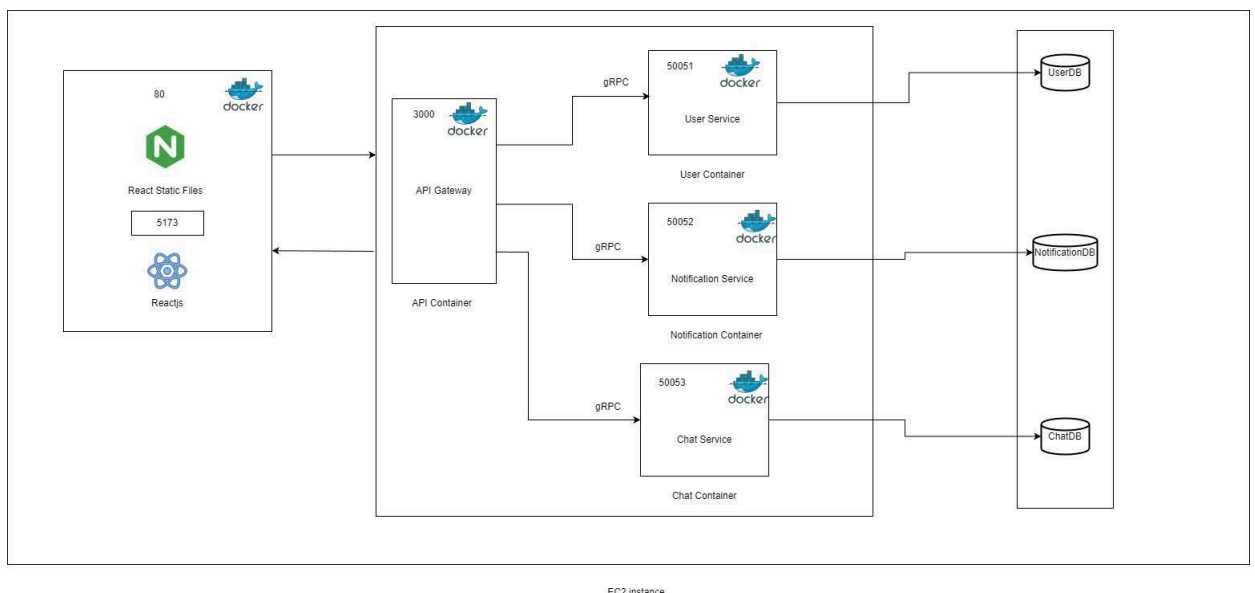 80
docker
React Static Files
5173
Reactjs
3000
docker
API Gateway
API Container
gRPC
50051
docker
User Service
User Container
gRPC
50052
docker
Notification Service
Notification Container
gRPC
50053
docker
Chat Service
Chat Container
UserDB
NotificationDB
ChatDB
EC2 instance